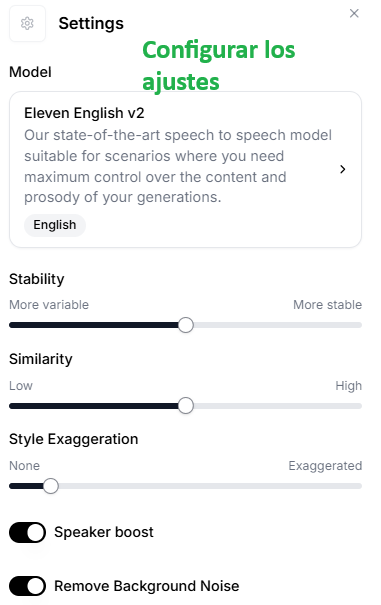 Settings
Configurar los
ajustes
Model
Eleven English v2
Our state-of-the-art speech to speech model
suitable for scenarios where you need
maximum control over the content and
prosody of your generations.
English
Stability
More variable More stable
Similarity
Low High
Style Exaggeration
None Exaggerated
Speaker boost
Remove Background Noise